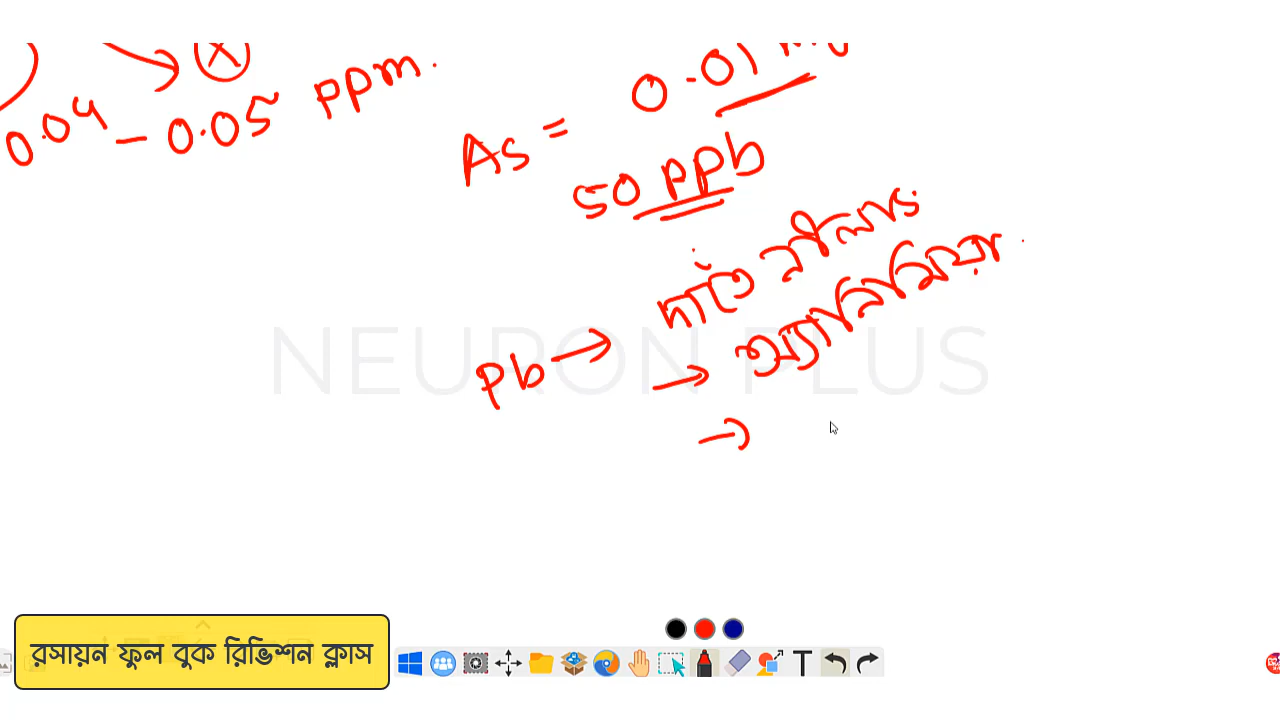 0.04 - 0.05 ppm.
As = 0.01
50 ppb
Pb → দাঁতে
→ অ্যানিমিয়া
→
NEURON PLUS
রসায়ন ফুল বুক রিভিশন ক্লাস
T